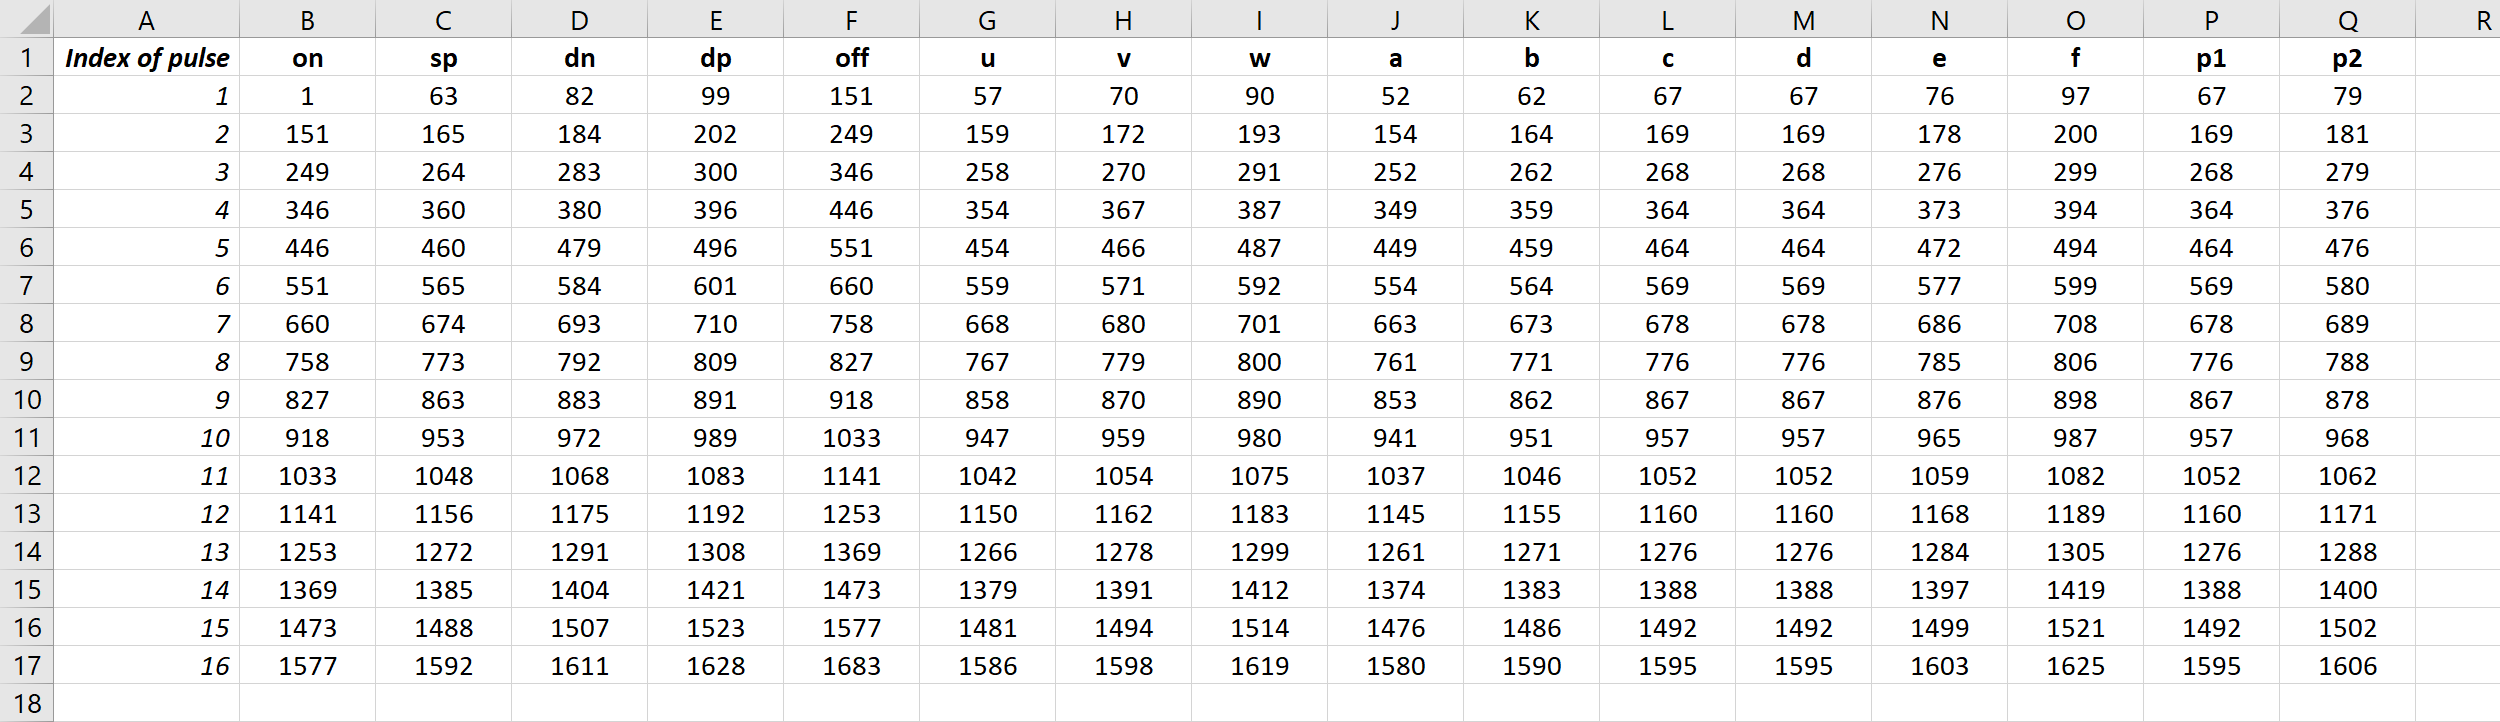 A B C D E F G H I J K L M N O P Q R
1 Index of pulse on sp dn dp off u v w a b c d e f p1 p2
2 1 1 63 82 99 151 57 70 90 52 62 67 67 76 97 67 79
3 2 151 165 184 202 249 159 172 193 154 164 169 169 178 200 169 181
4 3 249 264 283 300 346 258 270 291 252 262 268 268 276 299 268 279
5 4 346 360 380 396 446 354 367 387 349 359 364 364 373 394 364 376
6 5 446 460 479 496 551 454 466 487 449 459 464 464 472 494 464 476
7 6 551 565 584 601 660 559 571 592 554 564 569 569 577 599 569 580
8 7 660 674 693 710 758 668 680 701 663 673 678 678 686 708 678 689
9 8 758 773 792 809 827 767 779 800 761 771 776 776 785 806 776 788
10 9 827 863 883 891 918 858 870 890 853 862 867 867 876 898 867 878
11 10 918 953 972 989 1033 947 959 980 941 951 957 957 965 987 957 968
12 11 1033 1048 1068 1083 1141 1042 1054 1075 1037 1046 1052 1052 1059 1082 1052 1062
13 12 1141 1156 1175 1192 1253 1150 1162 1183 1145 1155 1160 1160 1168 1189 1160 1171
14 13 1253 1272 1291 1308 1369 1266 1278 1299 1261 1271 1276 1276 1284 1305 1276 1288
15 14 1369 1385 1404 1421 1473 1379 1391 1412 1374 1383 1388 1388 1397 1419 1388 1400
16 15 1473 1488 1507 1523 1577 1481 1494 1514 1476 1486 1492 1492 1499 1521 1492 1502
17 16 1577 1592 1611 1628 1683 1586 1598 1619 1580 1590 1595 1595 1603 1625 1595 1606
18